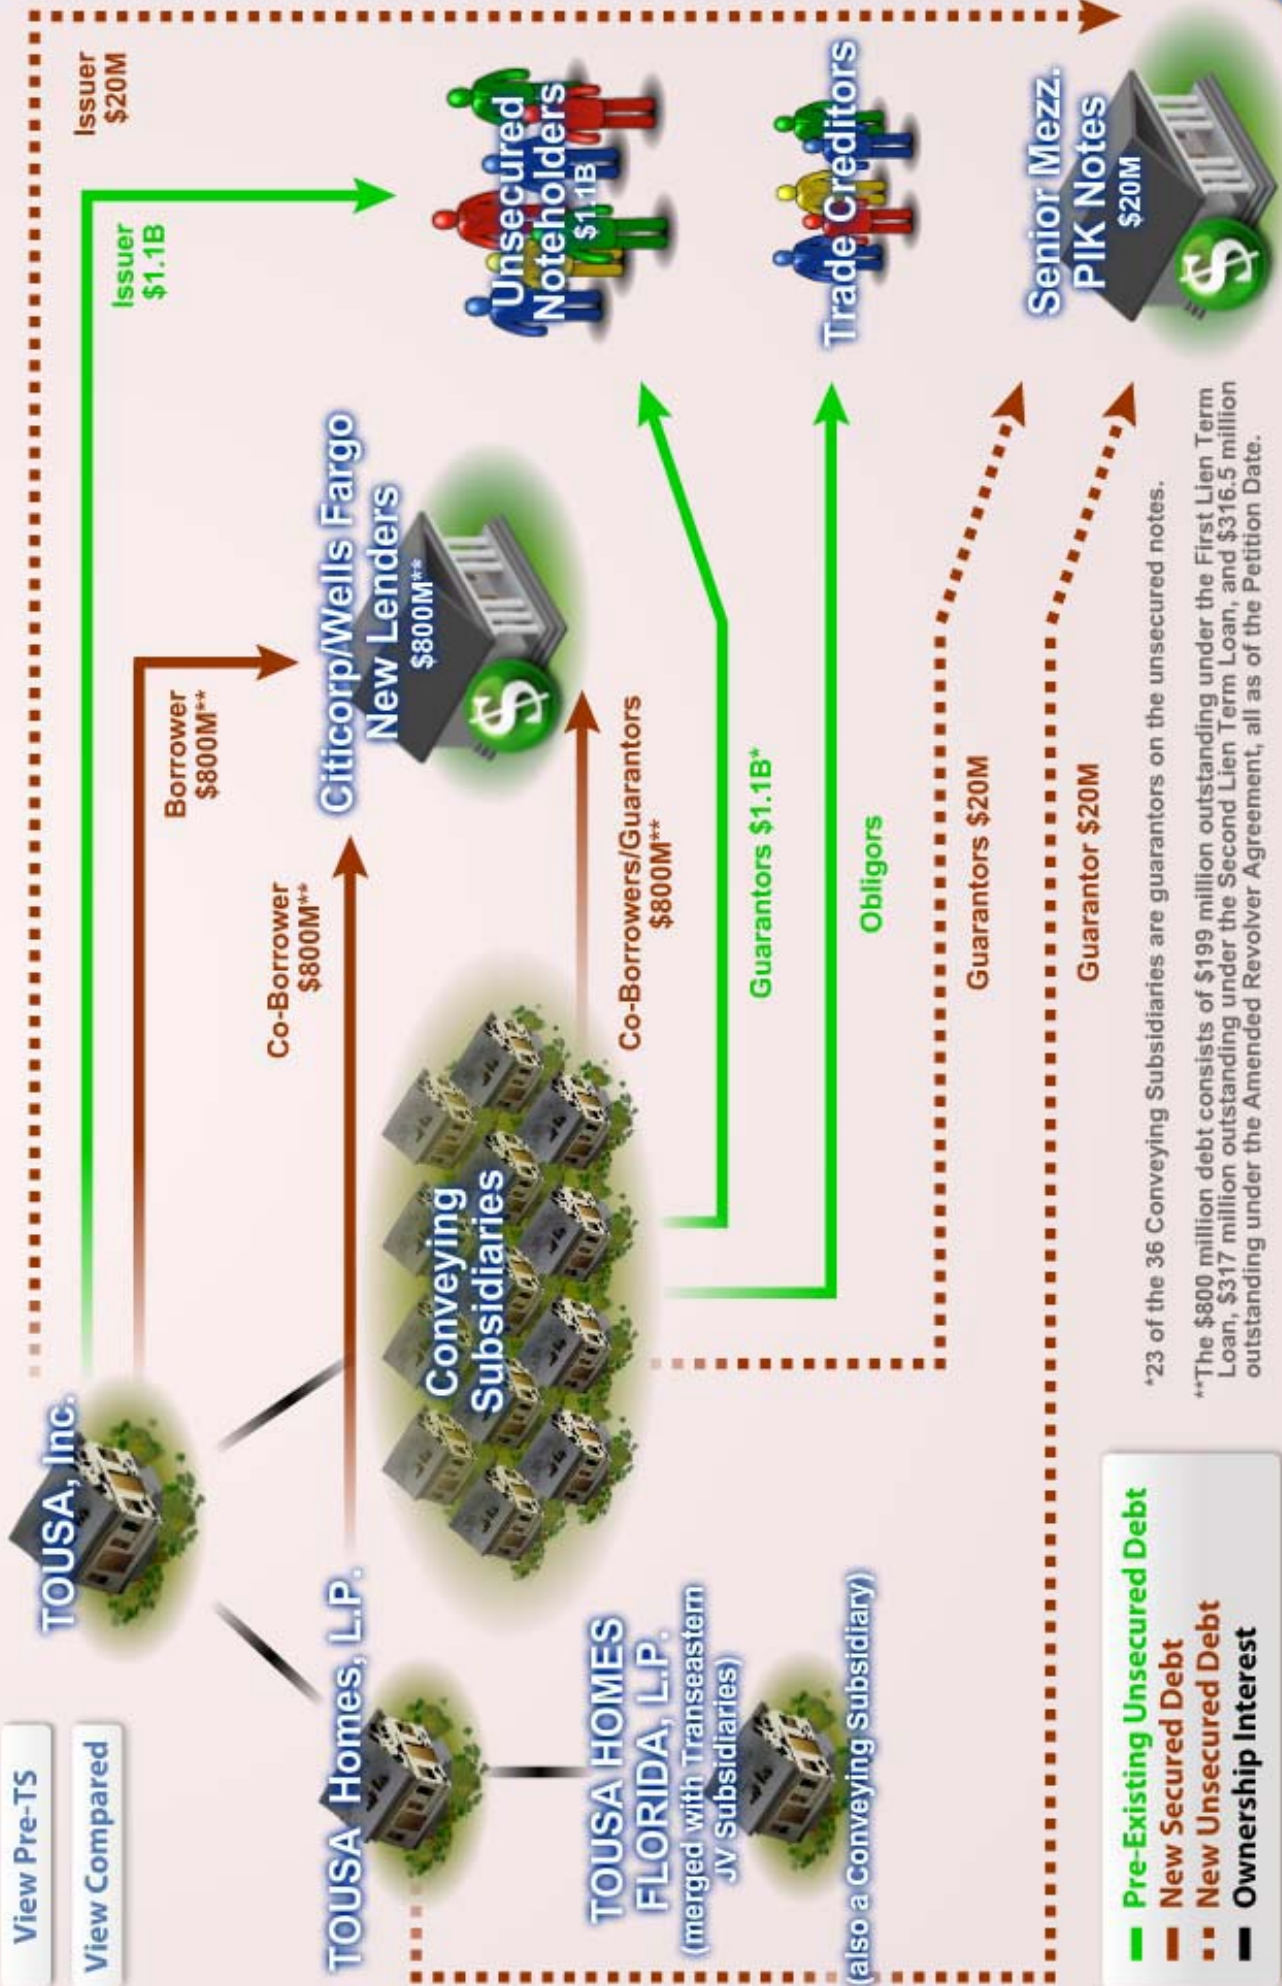 View Pre-TS
View Compared
TOUSA, Inc.
Issuer
$20M
Issuer
$1.1B
Borrower
$800M**
Co-Borrower
$800M**
TOUSA Homes, L.P.
Citicorp/Wells Fargo
New Lenders
$800M**
Unsecured
Noteholders
$1.1B
Conveying
Subsidiaries
Co-Borrowers/Guarantors
$800M**
TOUSA HOMES
FLORIDA, L.P.
(merged with Transeastern
JV Subsidiaries)
(also a Conveying Subsidiary)
Guarantors $1.1B*
Obligors
Trade Creditors
Guarantors $20M
Guarantor $20M
Senior Mezz.
PIK Notes
$20M
Pre-Existing Unsecured Debt
New Secured Debt
New Unsecured Debt
Ownership Interest
*23 of the 36 Conveying Subsidiaries are guarantors on the unsecured notes.
**The $800 million debt consists of $199 million outstanding under the First Lien Term
Loan, $317 million outstanding under the Second Lien Term Loan, and $316.5 million
outstanding under the Amended Revolver Agreement, all as of the Petition Date.